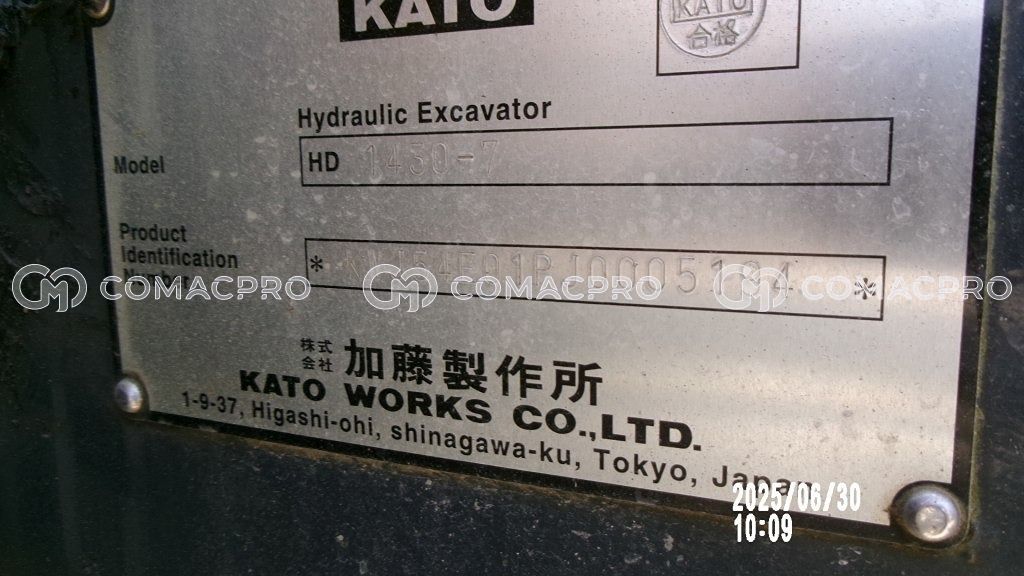 KATO
KATO
合格
Hydraulic Excavator
Model HD 1430-7
Product
Identification
Number
* *
COMACPRO COMACPRO COMACPRO
株式会社 加藤製作所
KATO WORKS CO.,LTD.
1-9-37, Higashi-ohi, shinagawa-ku, Tokyo, Japan
2025/06/30
10:09